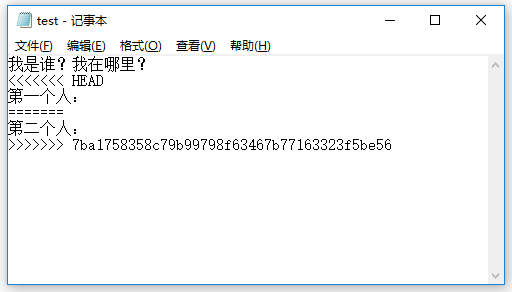 test - 记事本
文件(F) 编辑(E) 格式(O) 查看(V) 帮助(H)
我是谁？我在哪里？
<<<<<<< HEAD
第一个人：
=======
第二个人：
>>>>>>> 7ba1758358c79b99798f63467b77163323f5be56